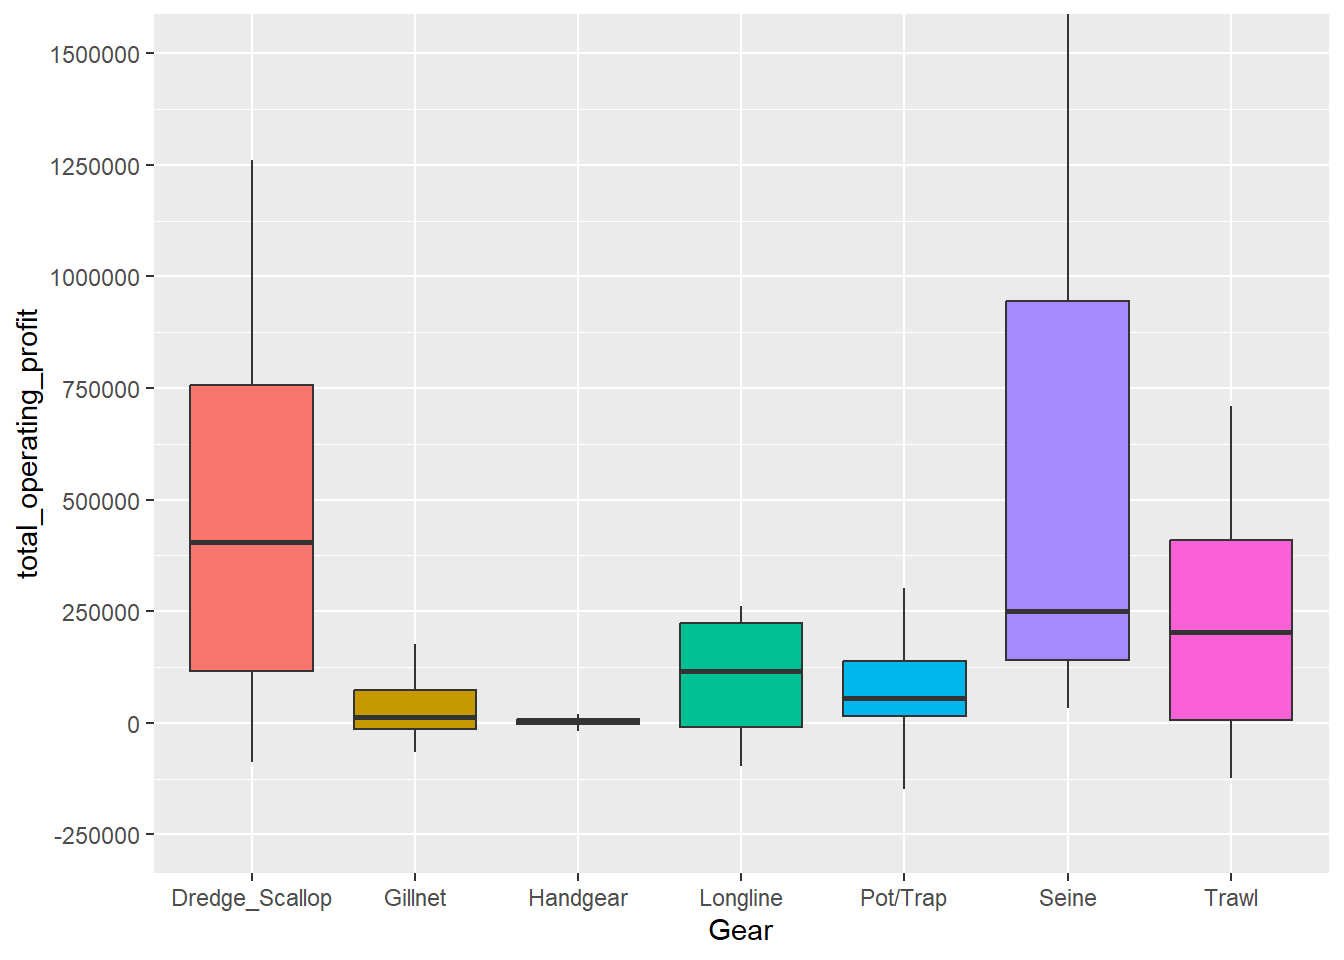 total_operating_profit
1500000
1250000
1000000
750000
500000
250000
0
-250000
Dredge_Scallop Gillnet Handgear Longline Pot/Trap Seine Trawl
Gear